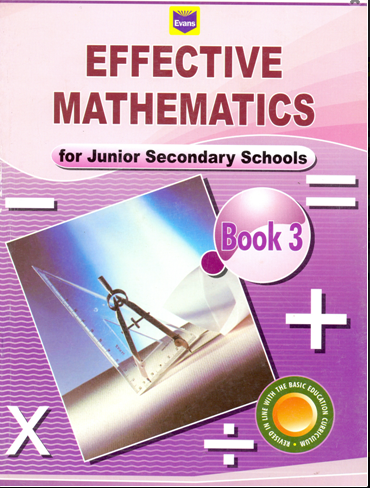 Evans
EFFECTIVE
MATHEMATICS
for Junior Secondary Schools
Book 3
REVISED IN LINE WITH THE BASIC EDUCATION CURRICULUM